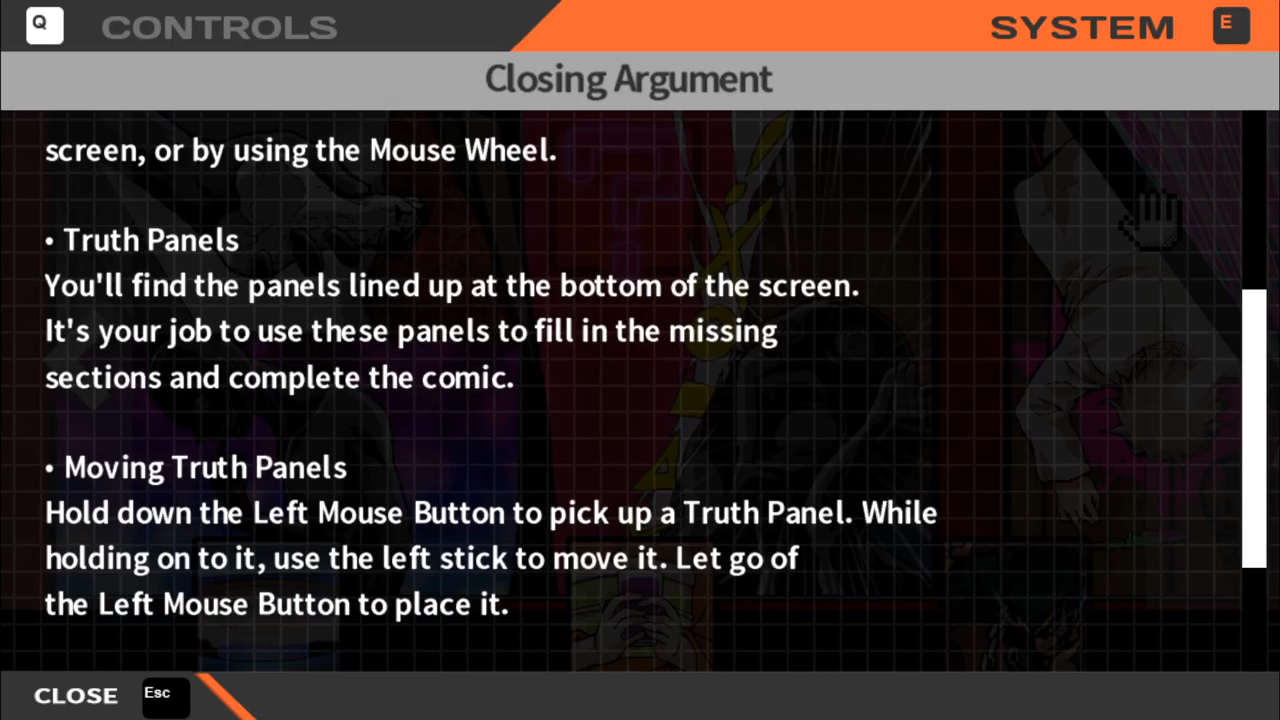 Q CONTROLS SYSTEM E
Closing Argument
screen, or by using the Mouse Wheel.
• Truth Panels
You'll find the panels lined up at the bottom of the screen.
It's your job to use these panels to fill in the missing
sections and complete the comic.
• Moving Truth Panels
Hold down the Left Mouse Button to pick up a Truth Panel. While
holding on to it, use the left stick to move it. Let go of
the Left Mouse Button to place it.
CLOSE Esc